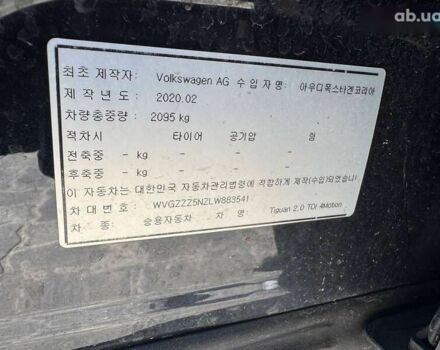 ab.ua
최초 제작자: Volkswagen AG 수 입 자 명: 아우디폭스바겐코리아
제 작 년 도 : 2020.02
차량총중량: 2095 kg
적차시 타이어 공기압 림
전축중 - kg - -
후축중 - kg - -
이 자동차는 대한민국 자동차관리법령에 적합하게 제작(수입)되었음.
차 대 번 호 : WVGZZZ5NZLW883541
차 종: 승용자동차 차 명: Tiguan 2.0 TDI 4Motion